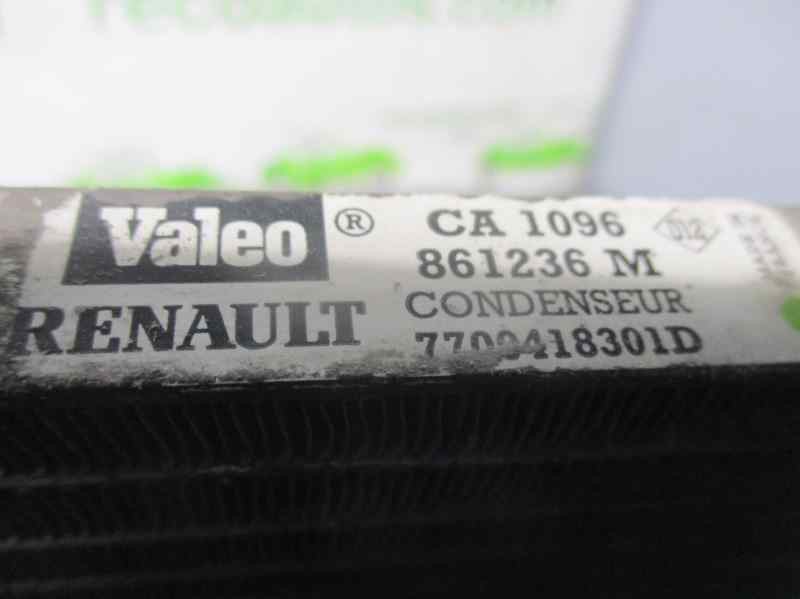 Valeo ® CA 1096
861236 M
RENAULT CONDENSEUR
7700418301D